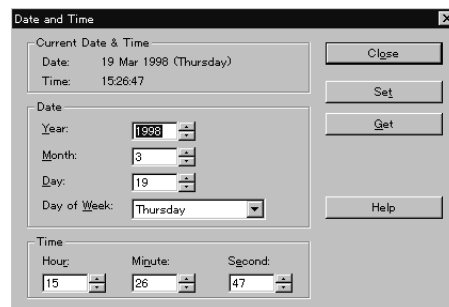 Date and Time
Current Date & Time
Date: 19 Mar 1998 (Thursday)
Time: 15:26:47
Close
Set
Get
Help
Date
Year: 1998
Month: 3
Day: 19
Day of Week: Thursday
Time
Hour: Minute: Second:
15 26 47